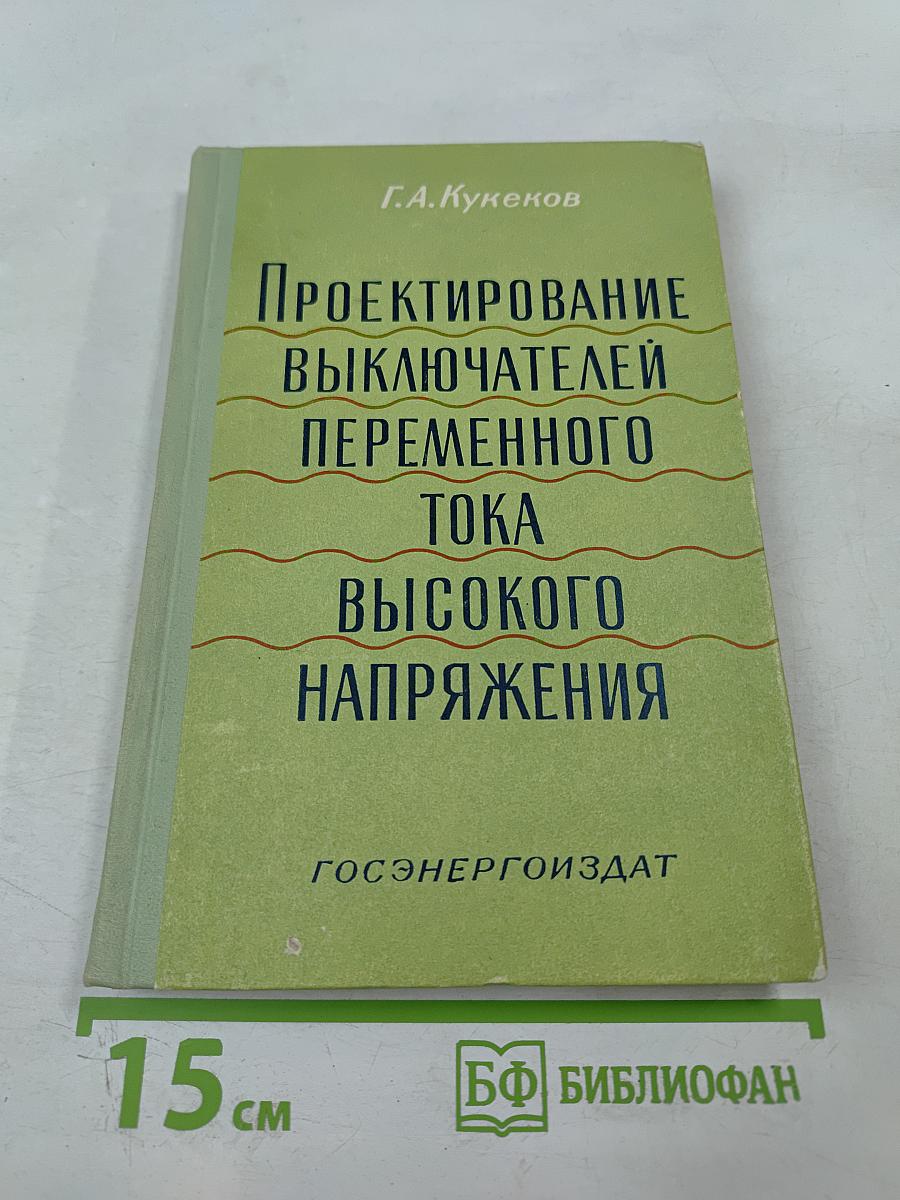 Г.А.Кукеков
ПРОЕКТИРОВАНИЕ
ВЫКЛЮЧАТЕЛЕЙ
ПЕРЕМЕННОГО
ТОКА
ВЫСОКОГО
НАПРЯЖЕНИЯ
ГОСЭНЕРГОИЗДАТ
15 см
БФ БИБЛИОФАН